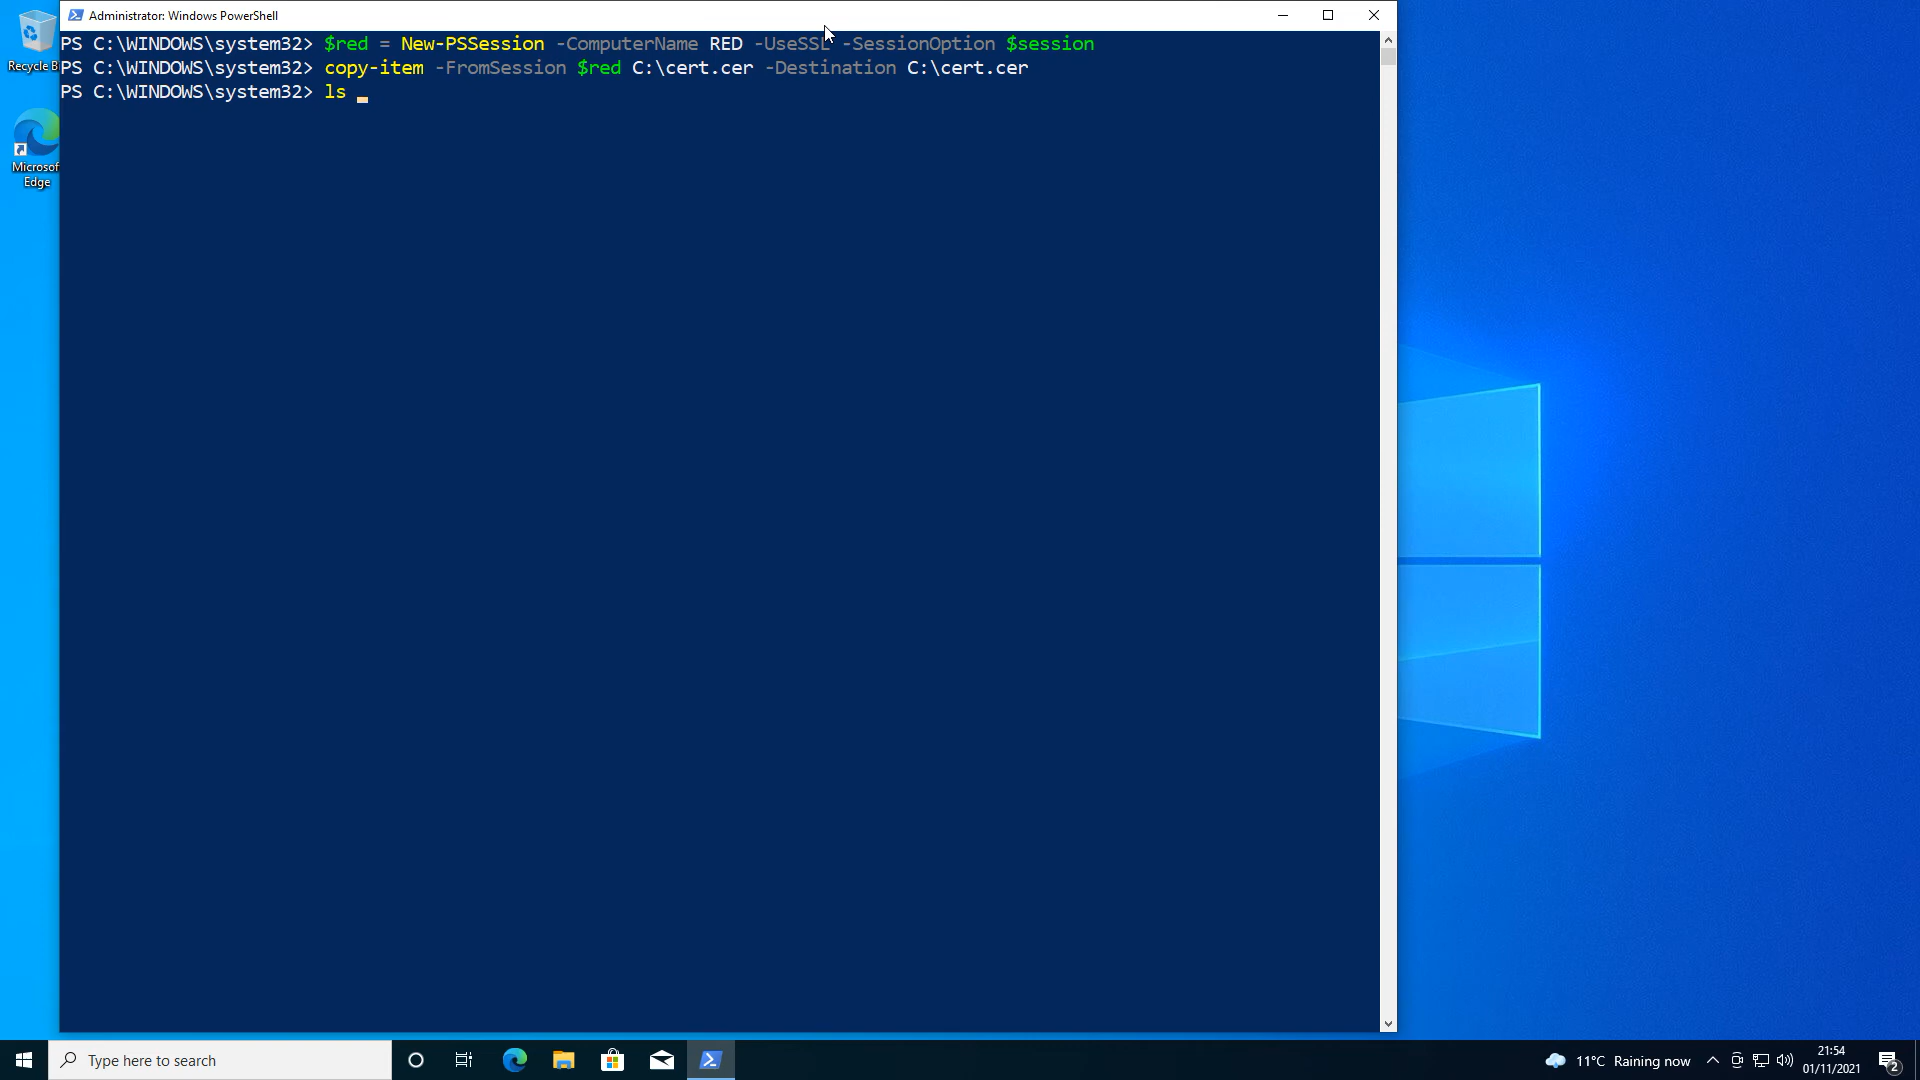 Administrator: Windows PowerShell
PS C:\WINDOWS\system32> $red = New-PSSession -ComputerName RED -UseSSL -SessionOption $session
PS C:\WINDOWS\system32> copy-item -FromSession $red C:\cert.cer -Destination C:\cert.cer
PS C:\WINDOWS\system32> ls
Recycle B
Microsof
Edge
Type here to search
11°C Raining now
21:54
01/11/2021
2